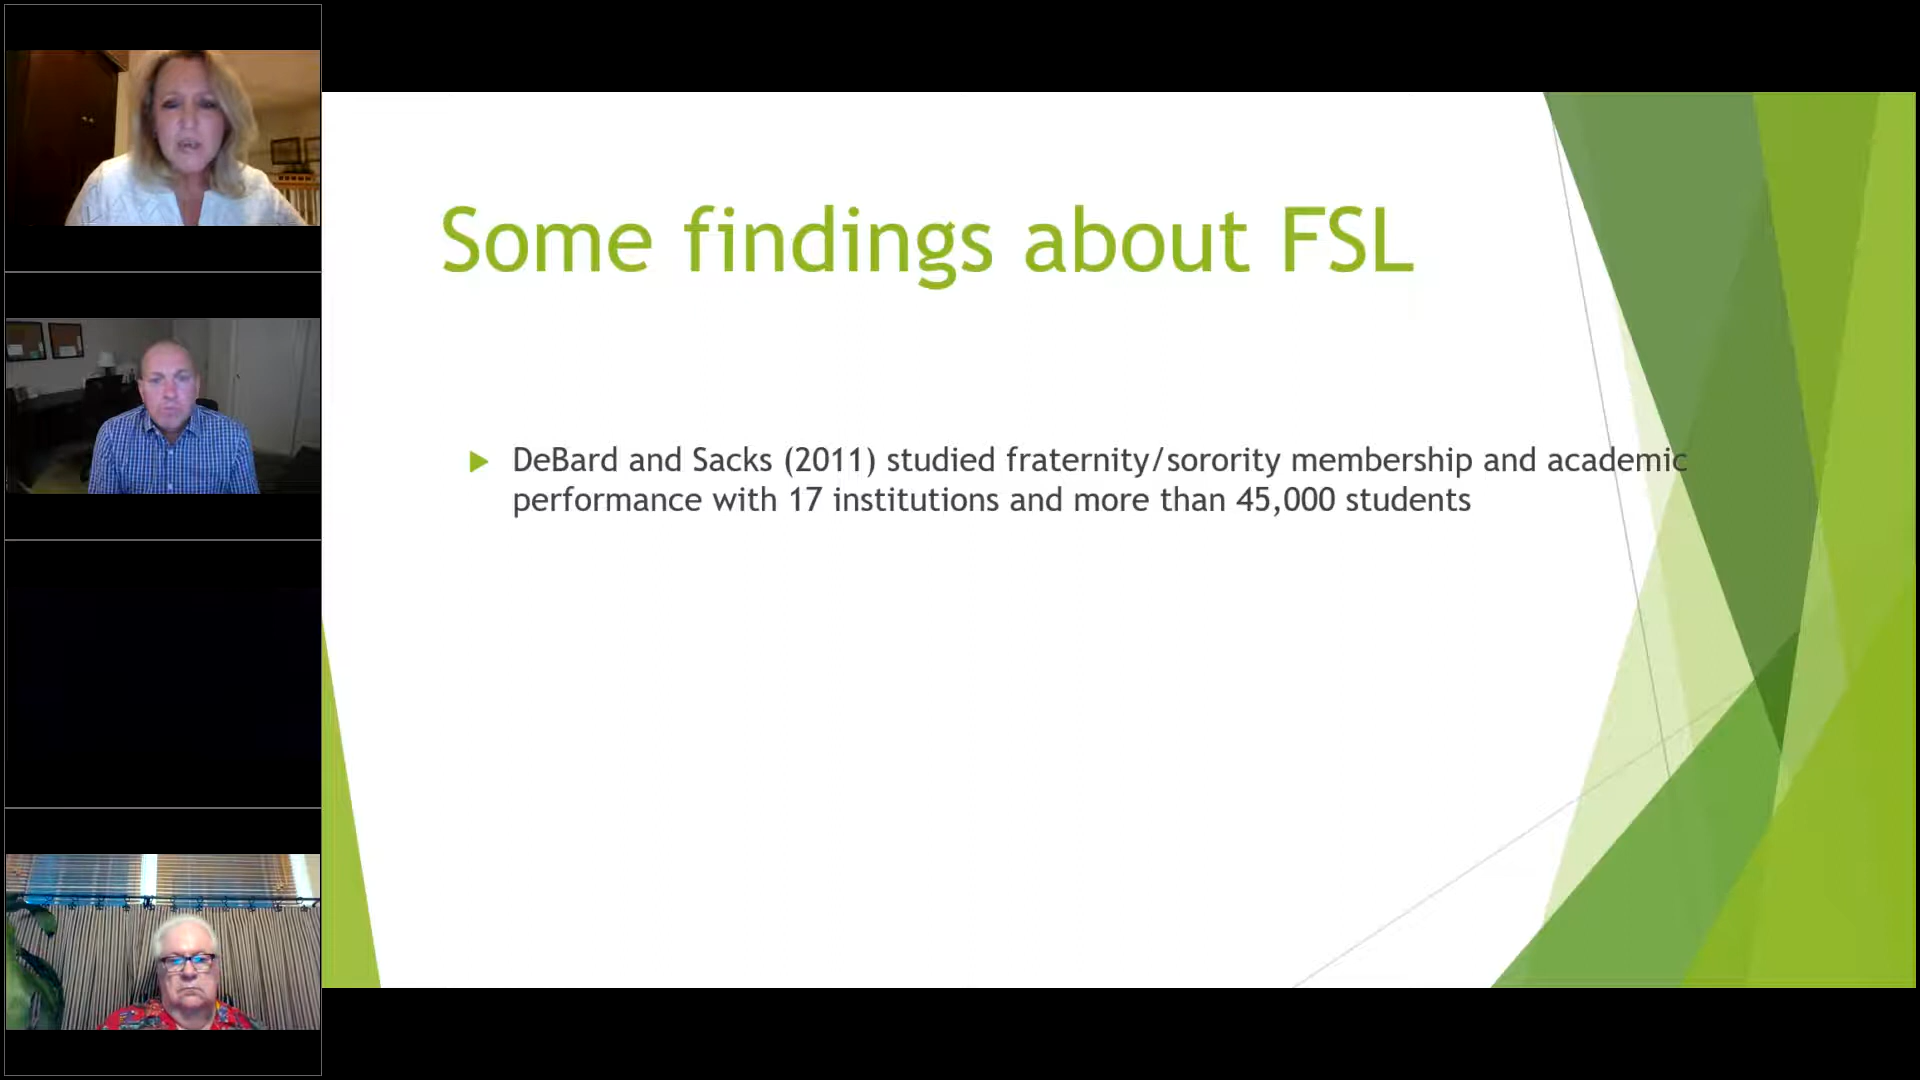 Some findings about FSL
DeBard and Sacks (2011) studied fraternity/sorority membership and academic
performance with 17 institutions and more than 45,000 students